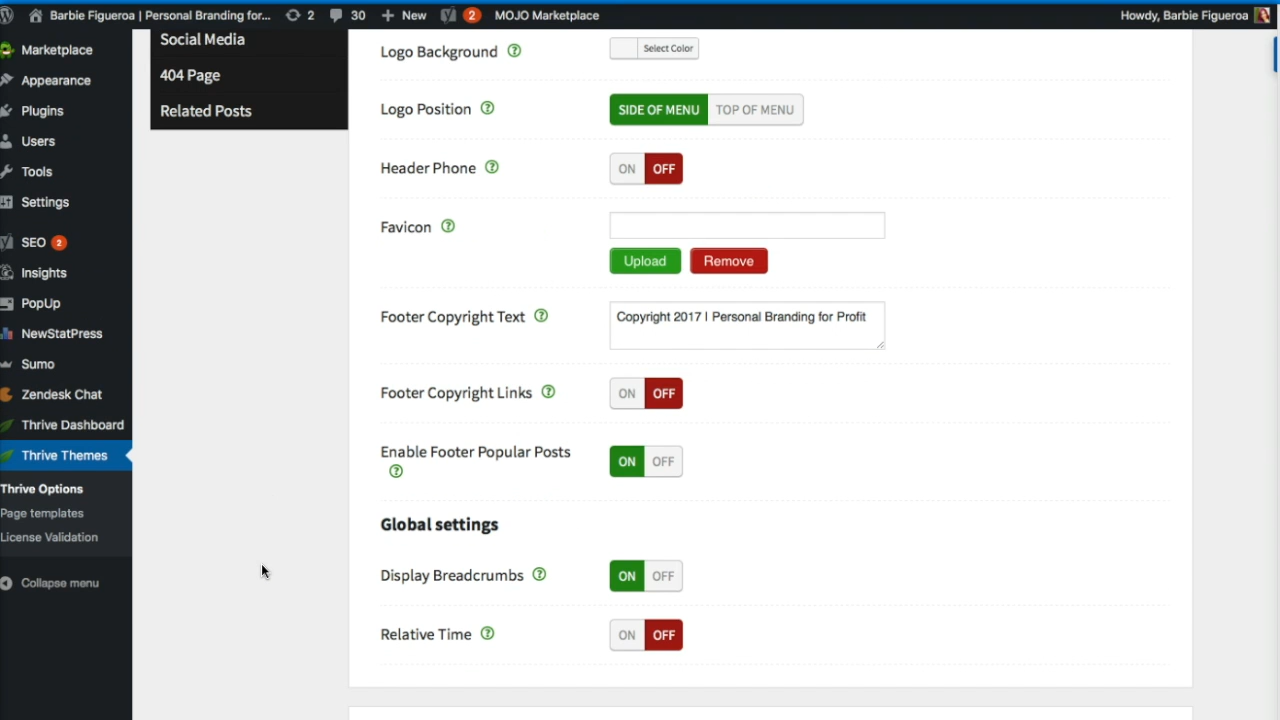 Barbie Figueroa | Personal Branding for... 2 30 New 2 MOJO Marketplace Howdy, Barbie Figueroa
Marketplace
Appearance
Plugins
Users
Tools
Settings
SEO 2
Insights
PopUp
NewStatPress
Sumo
Zendesk Chat
Thrive Dashboard
Thrive Themes
Thrive Options
Page templates
License Validation
Collapse menu
Social Media
404 Page
Related Posts
Logo Background ? Select Color
Logo Position ? SIDE OF MENU TOP OF MENU
Header Phone ? ON OFF
Favicon ?
Upload Remove
Footer Copyright Text ? Copyright 2017 | Personal Branding for Profit
Footer Copyright Links ? ON OFF
Enable Footer Popular Posts ON OFF
?
Global settings
Display Breadcrumbs ? ON OFF
Relative Time ? ON OFF